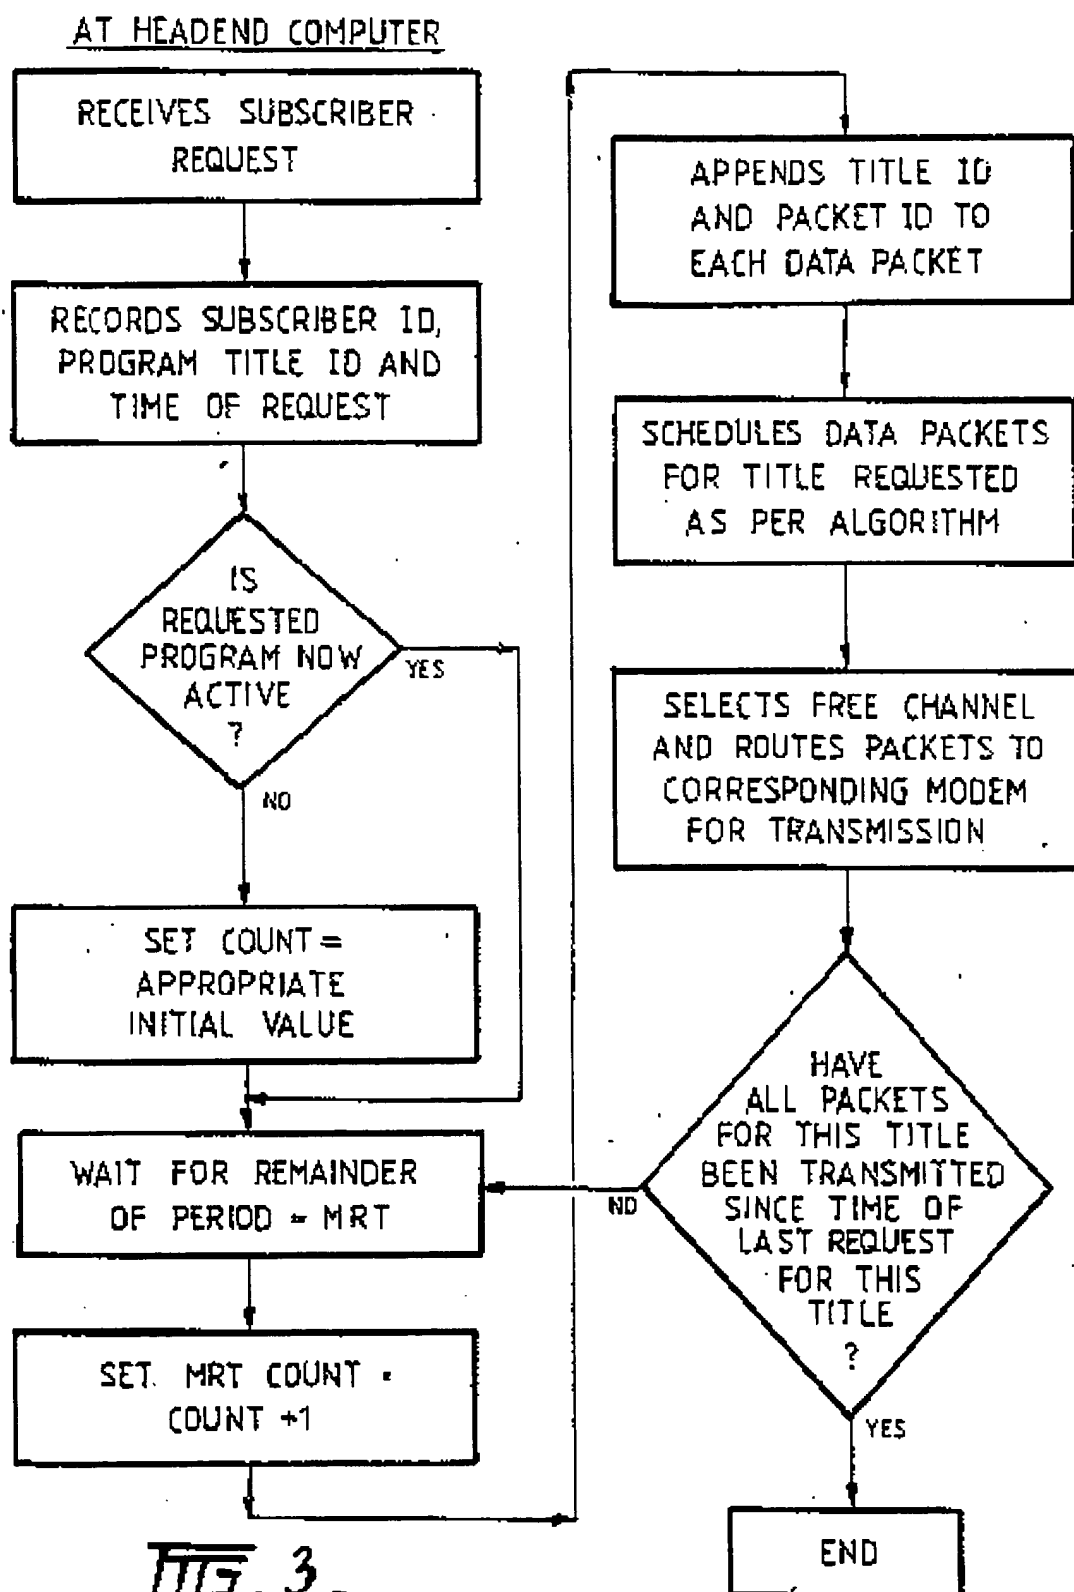 AT HEADEND COMPUTER
RECEIVES SUBSCRIBER
REQUEST
RECORDS SUBSCRIBER ID,
PROGRAM TITLE ID AND
TIME OF REQUEST
IS
REQUESTED
PROGRAM NOW
ACTIVE
?
YES
NO
SET COUNT =
APPROPRIATE
INITIAL VALUE
WAIT FOR REMAINDER
OF PERIOD = MRT
SET MRT COUNT =
COUNT +1
APPENDS TITLE ID
AND PACKET ID TO
EACH DATA PACKET
SCHEDULES DATA PACKETS
FOR TITLE REQUESTED
AS PER ALGORITHM
SELECTS FREE CHANNEL
AND ROUTES PACKETS TO
CORRESPONDING MODEM
FOR TRANSMISSION
HAVE
ALL PACKETS
FOR THIS TITLE
BEEN TRANSMITTED
SINCE TIME OF
LAST REQUEST
FOR THIS
TITLE
?
NO
YES
END
FIG. 3.